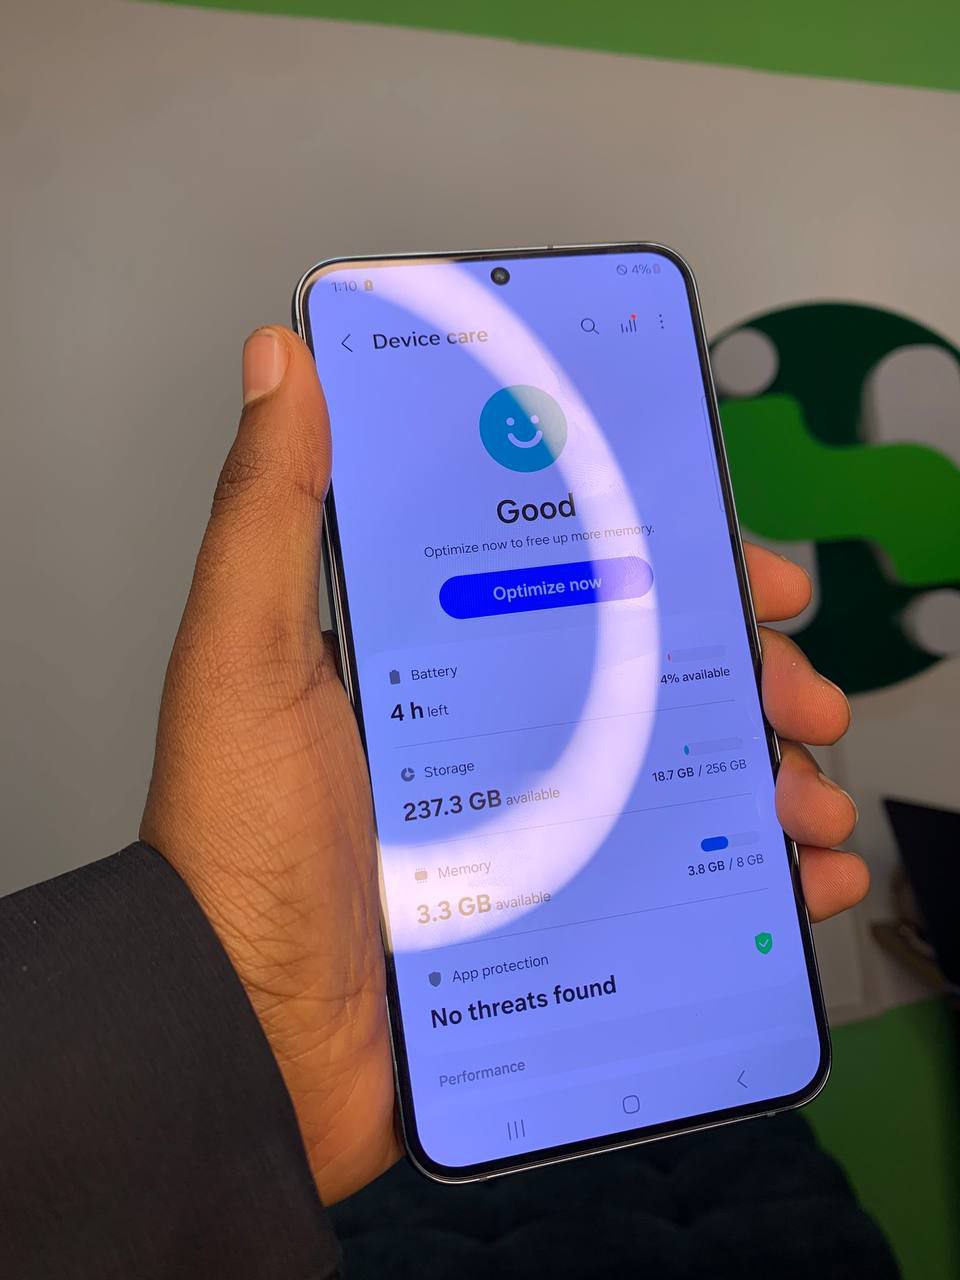 1:10 4%
Device care
Good
Optimize now to free up more memory.
Optimize now
Battery
4 h left
4% available
Storage
237.3 GB available
18.7 GB / 256 GB
Memory
3.3 GB available
3.8 GB / 8 GB
App protection
No threats found
Performance